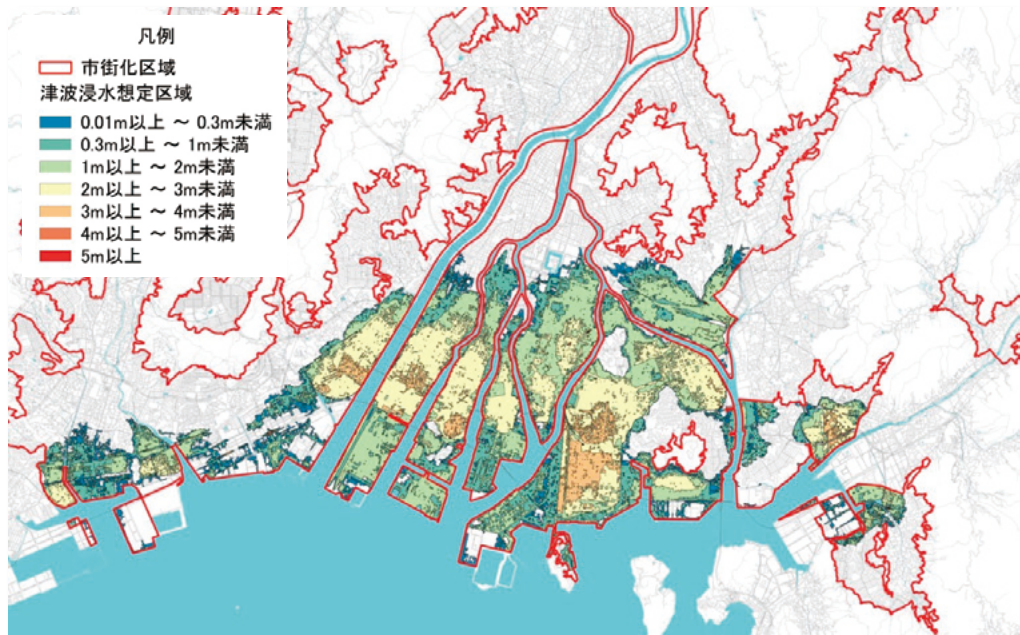 凡例
市街化区域
津波浸水想定区域
0.01m以上 ～ 0.3m未満
0.3m以上 ～ 1m未満
1m以上 ～ 2m未満
2m以上 ～ 3m未満
3m以上 ～ 4m未満
4m以上 ～ 5m未満
5m以上